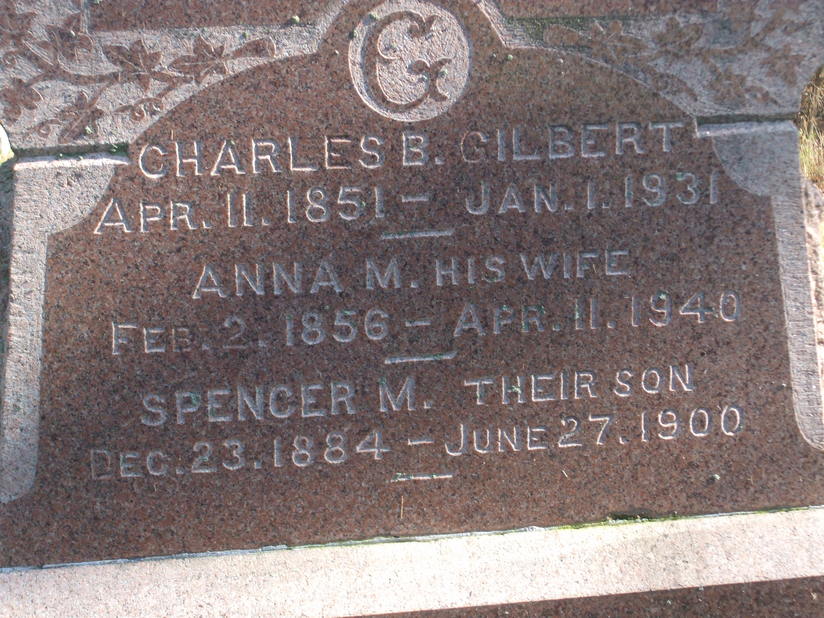 G
CHARLES B. GILBERT
APR. 11. 1851 – JAN. 1. 1931
ANNA M. HIS WIFE
FEB. 2. 1856 – APR. 11. 1940
SPENCER M. THEIR SON
DEC. 23. 1884 – JUNE 27. 1900